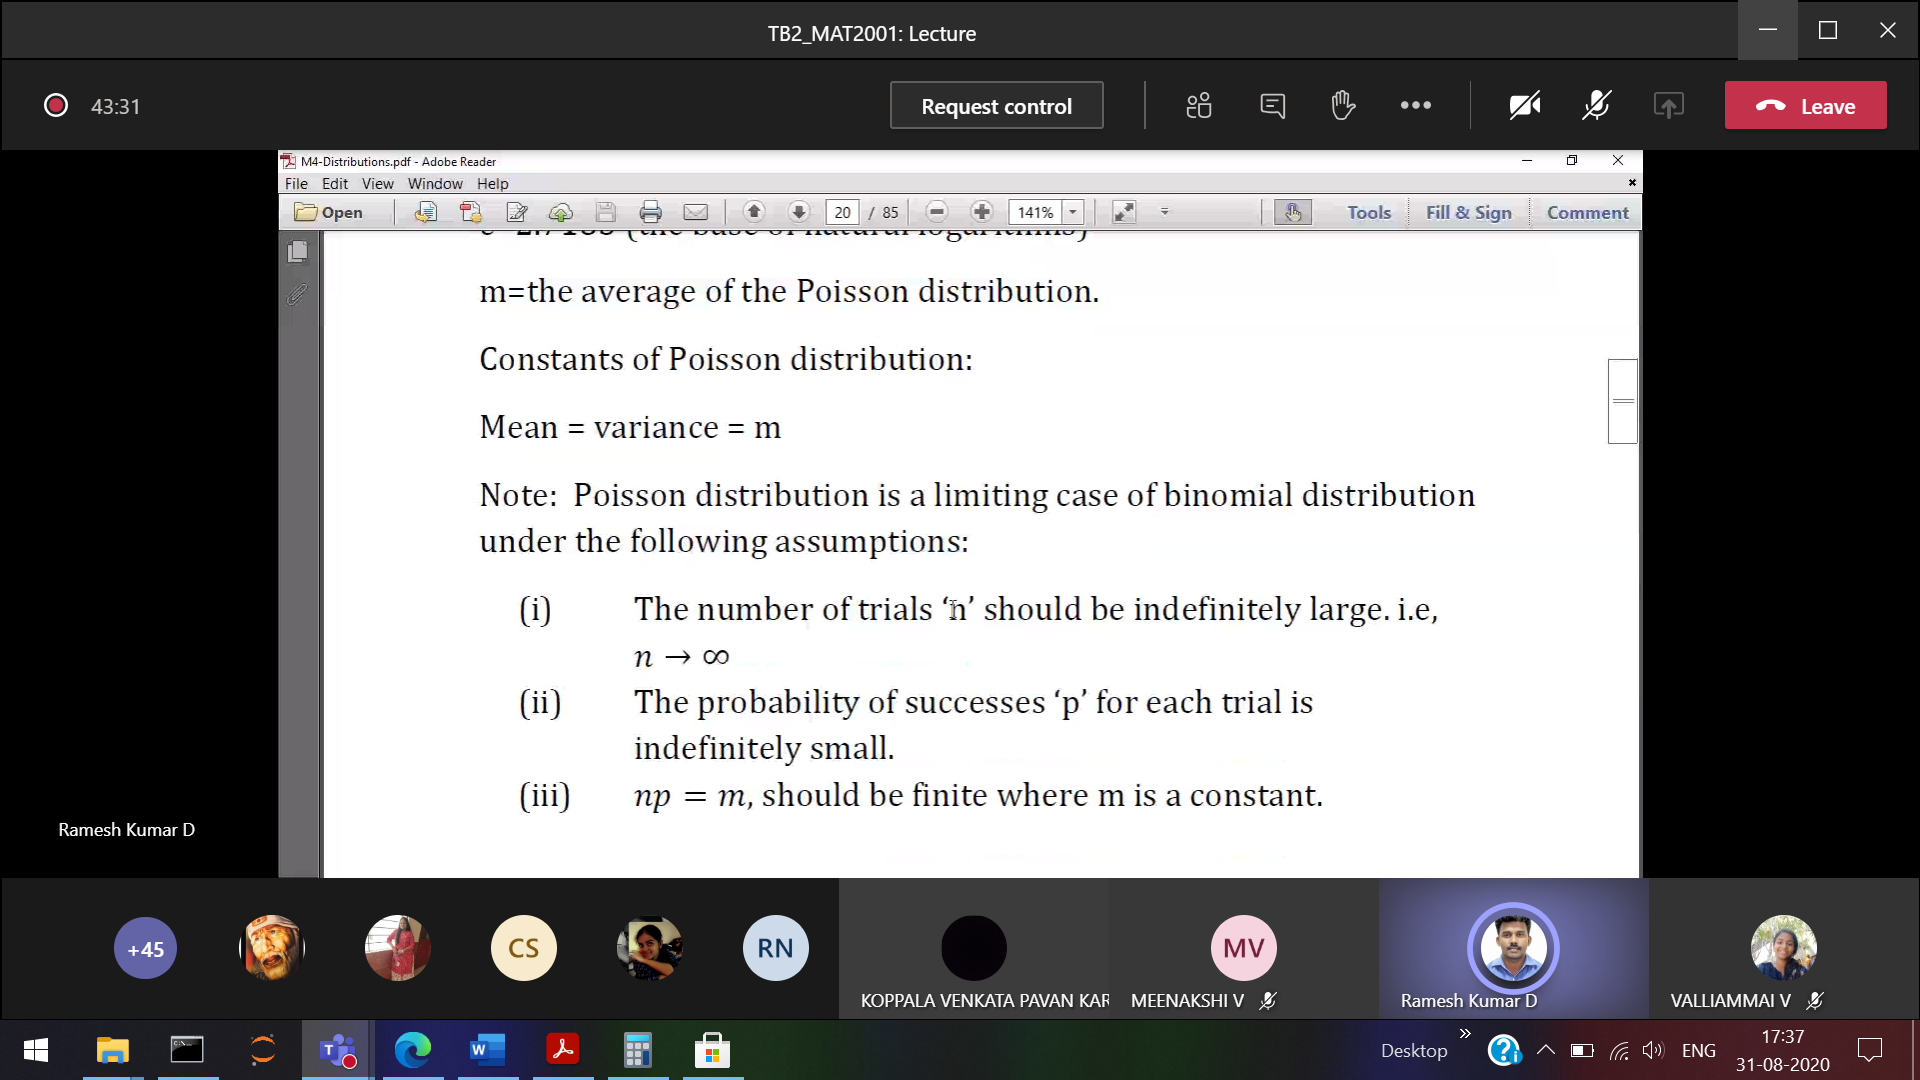 TB2_MAT2001: Lecture
43:31
Request control
Leave
M4-Distributions.pdf - Adobe Reader
File Edit View Window Help
Open 20 / 85 141% Tools Fill & Sign Comment
(the base of natural logarithms)
m=the average of the Poisson distribution.
Constants of Poisson distribution:
Mean = variance = m
Note: Poisson distribution is a limiting case of binomial distribution
under the following assumptions:
(i) The number of trials ‘n’ should be indefinitely large. i.e,
n → ∞
(ii) The probability of successes ‘p’ for each trial is
indefinitely small.
(iii) np = m, should be finite where m is a constant.
Ramesh Kumar D
+45
CS
RN
MV
KOPPALA VENKATA PAVAN KAR
MEENAKSHI V
Ramesh Kumar D
VALLIAMMAI V
Desktop
ENG
17:37
31-08-2020